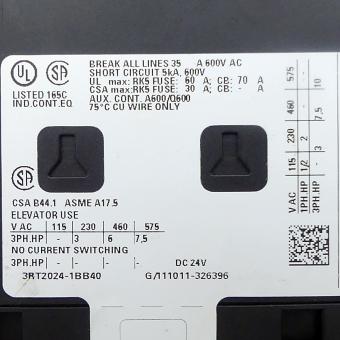 BREAK ALL LINES 35 A 600V AC
SHORT CIRCUIT 5kA, 600V
UL max:RK5 FUSE: 60 A; CB: 70 A
CSA max:RK5 FUSE: 30 A; CB: - A
AUX. CONT. A600/Q600
75°C CU WIRE ONLY
UL SA
LISTED 165C
IND.CONT.EQ
V AC 115 230 460 575
1PH.HP 1/2 2 - -
3PH.HP - 3 7,5 10
SA
CSA B44.1 ASME A17.5
ELEVATOR USE
V AC 115 230 460 575
3PH.HP - 3 6 7,5
NO CURRENT SWITCHING
3PH.HP - - - - DC 24V
3RT2024-1BB40 G/111011-326396